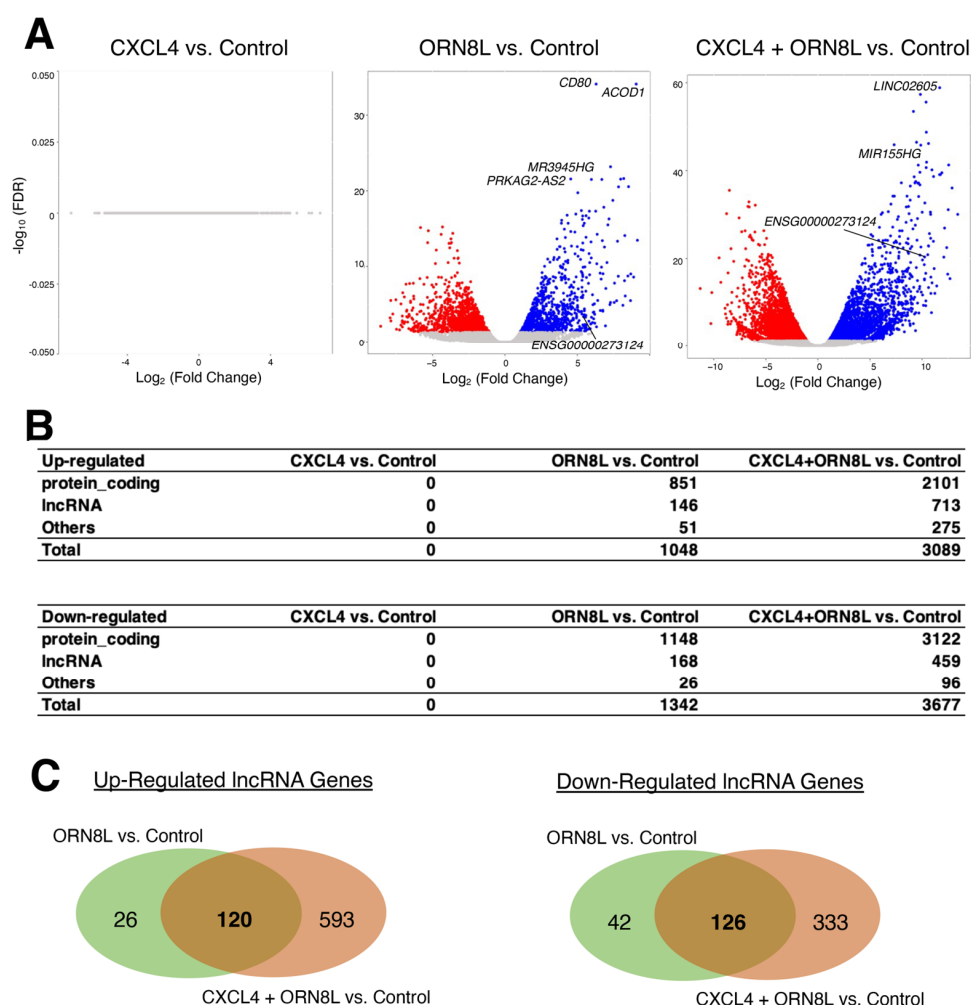 A
CXCL4 vs. Control
ORN8L vs. Control
CXCL4 + ORN8L vs. Control
-log10 (FDR)
0.050
0.025
0
-0.025
-0.050
-4
0
4
Log2 (Fold Change)
30
20
10
0
CD80
ACOD1
MR3945HG
PRKAG2-AS2
ENSG00000273124
-5
0
5
Log2 (Fold Change)
60
40
20
0
LINC02605
MIR155HG
ENSG00000273124
-10
-5
0
5
10
Log2 (Fold Change)
B
Up-regulated CXCL4 vs. Control ORN8L vs. Control CXCL4+ORN8L vs. Control
protein_coding 0 851 2101
lncRNA 0 146 713
Others 0 51 275
Total 0 1048 3089
Down-regulated CXCL4 vs. Control ORN8L vs. Control CXCL4+ORN8L vs. Control
protein_coding 0 1148 3122
lncRNA 0 168 459
Others 0 26 96
Total 0 1342 3677
C
Up-Regulated lncRNA Genes
ORN8L vs. Control
26 120 593
CXCL4 + ORN8L vs. Control
Down-Regulated lncRNA Genes
ORN8L vs. Control
42 126 333
CXCL4 + ORN8L vs. Control